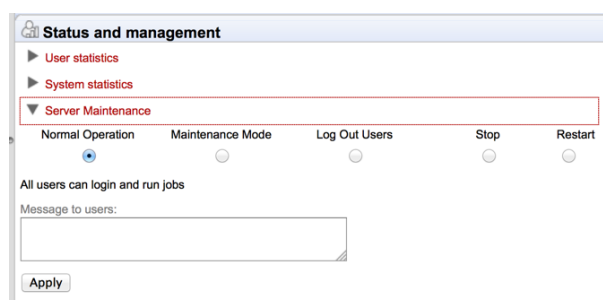 Status and management
User statistics
System statistics
Server Maintenance
Normal Operation Maintenance Mode Log Out Users Stop Restart
All users can login and run jobs
Message to users:
Apply